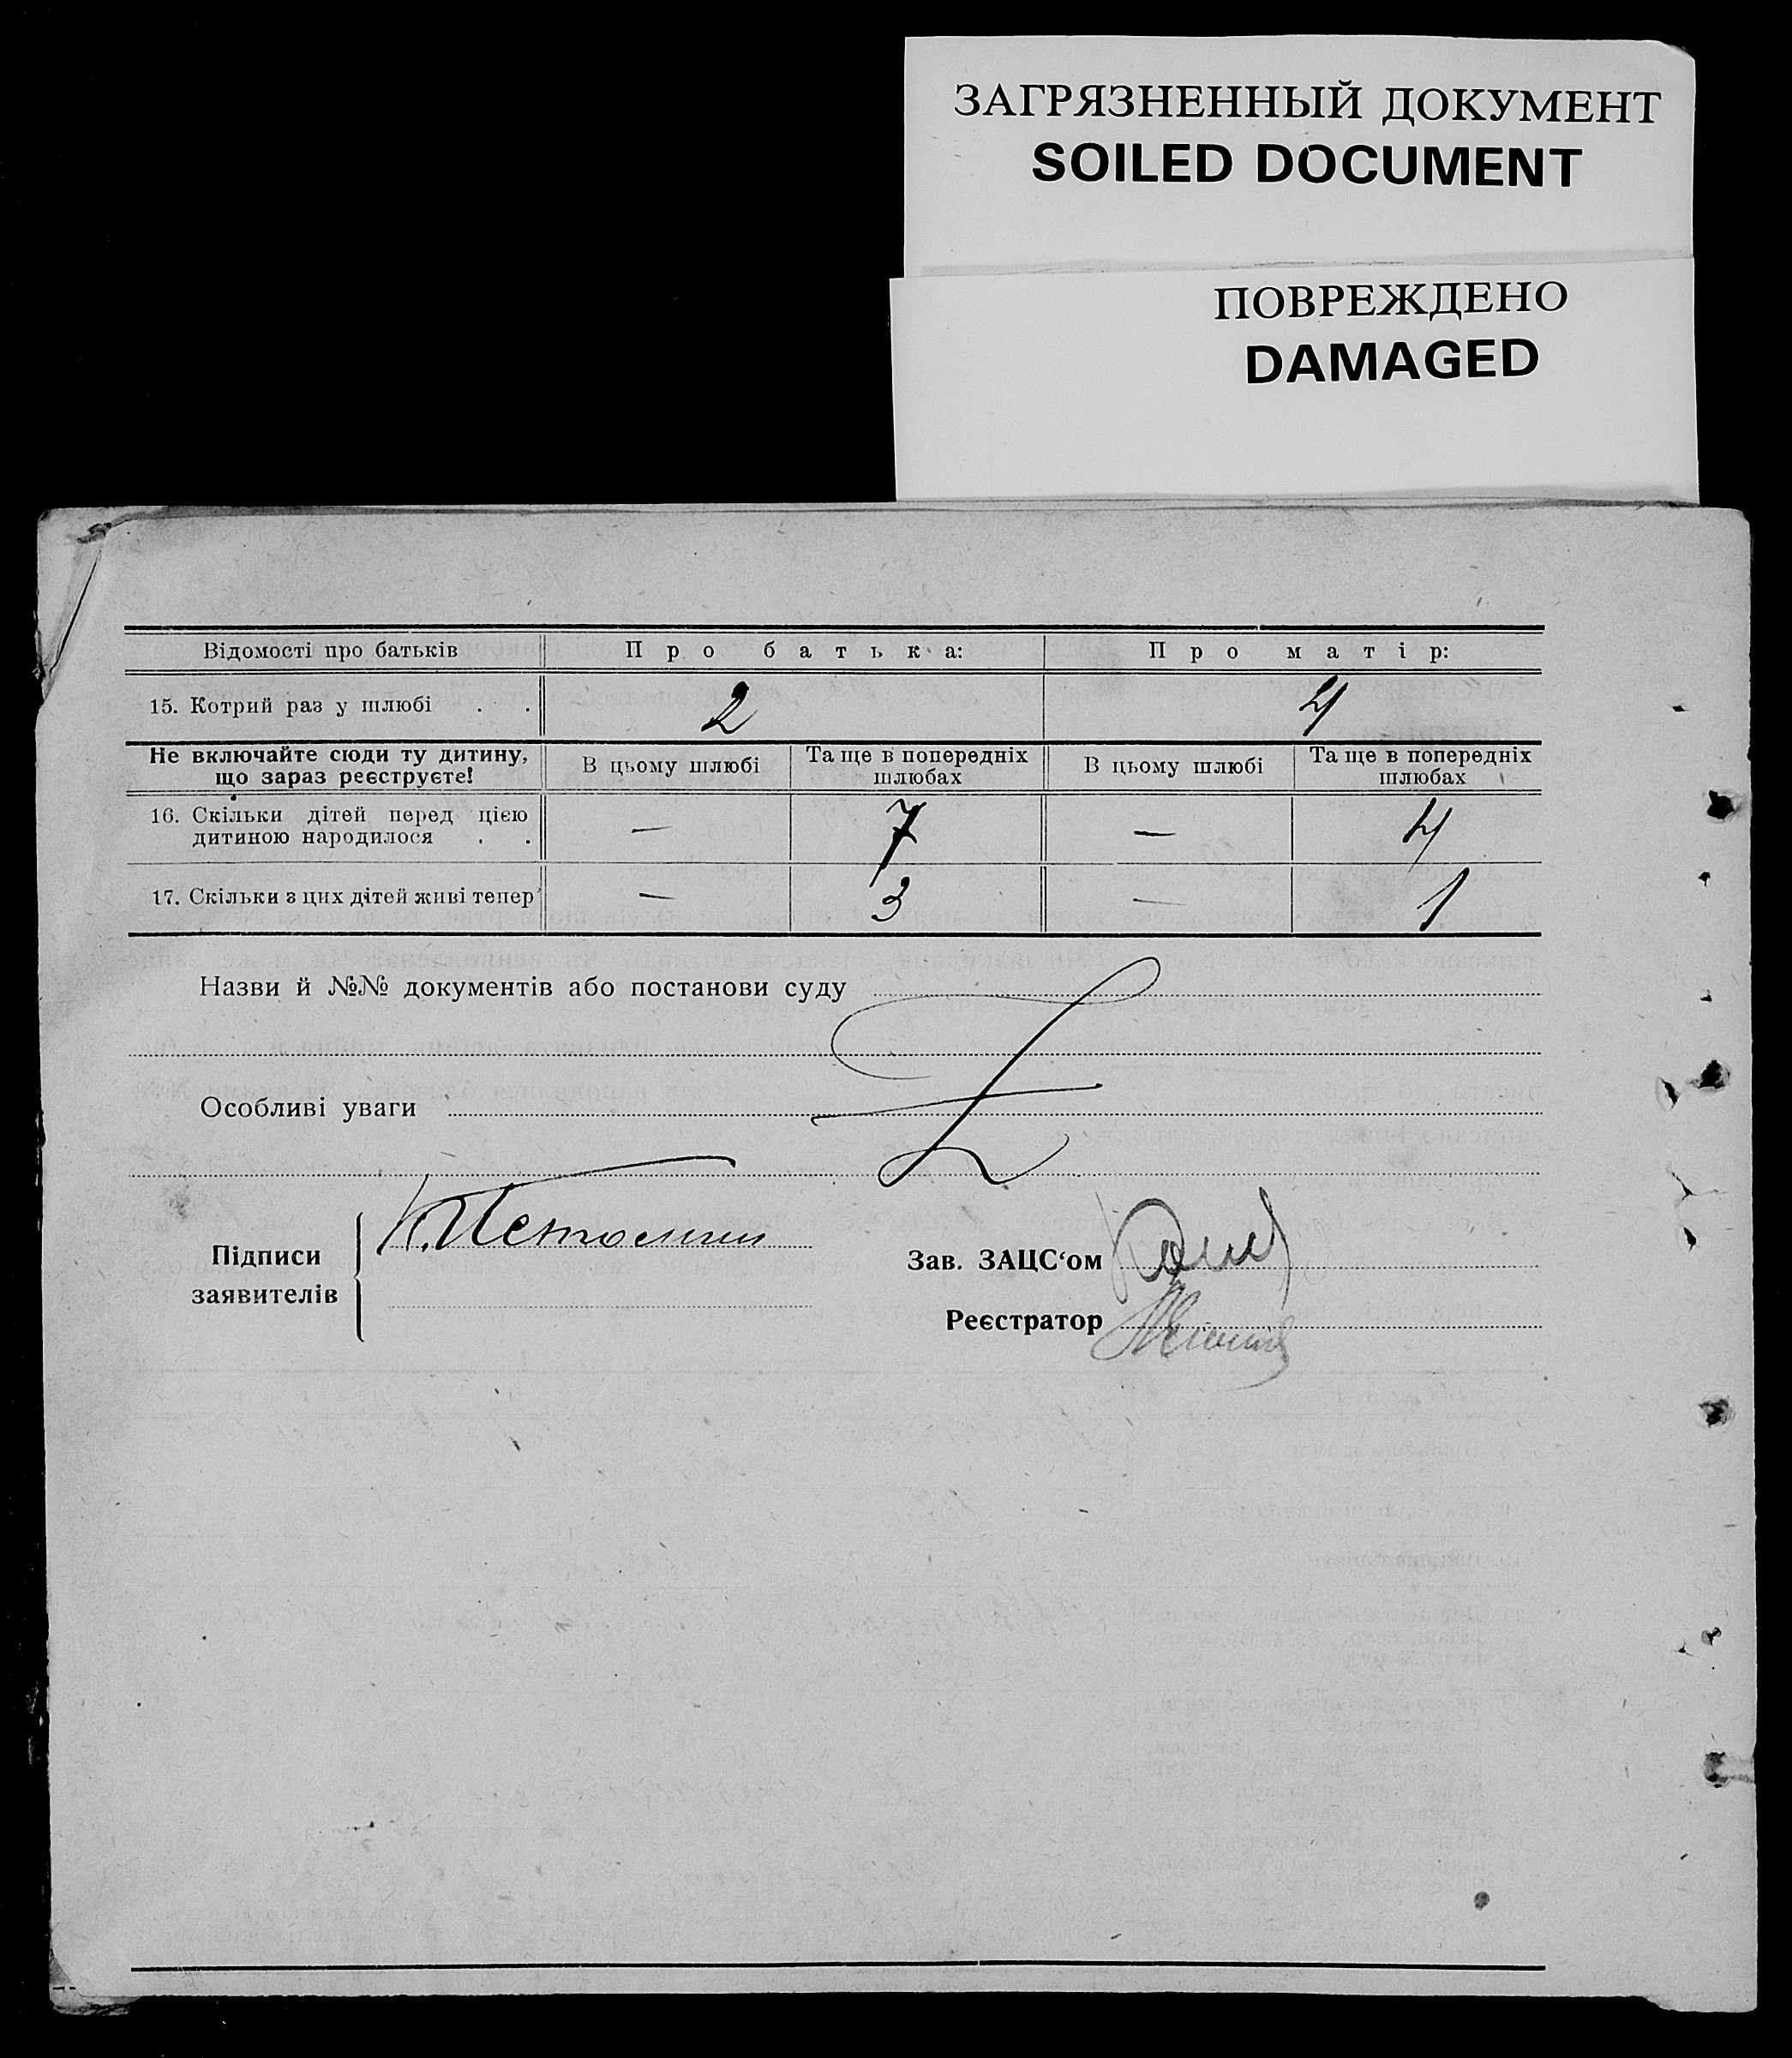 ЗАГРЯЗНЕННЫЙ ДОКУМЕНТ
SOILED DOCUMENT
ПОВРЕЖДЕНО
DAMAGED
Відомості про батьків Про батька: Про матір:
15. Котрий раз у шлюбі . . 2 4
Не включайте сюди ту дитину, що зараз реєструєте! В цьому шлюбі Та ще в попередніх шлюбах В цьому шлюбі Та ще в попередніх шлюбах
16. Скільки дітей перед цією дитиною народилося . . — 7 — 4
17. Скільки з цих дітей живі тепер — 3 — 1
Назви й №№ документів або постанови суду
Особливі уваги
Підписи заявителів
Зав. ЗАЦС‘ом
Реєстратор